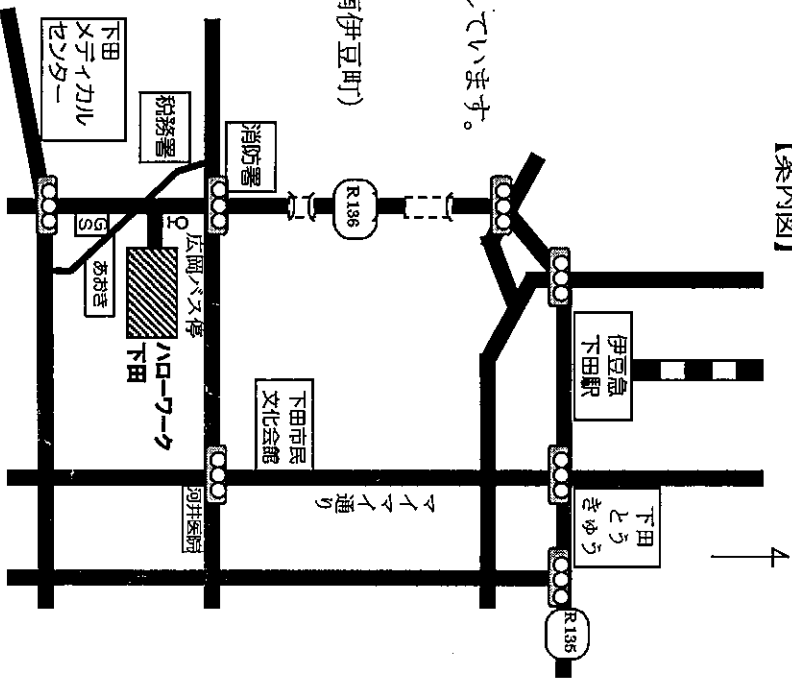 【案内図】
しています。
南伊豆町)
4
下田
メディカル
センター
税務署
消防署
R136
伊豆急
下田駅
下田
とう
きゅう
R135
GS
あおき
広岡バス停
ハローワーク
下田
下田市民
文化会館
マイマイ通り
河井医院